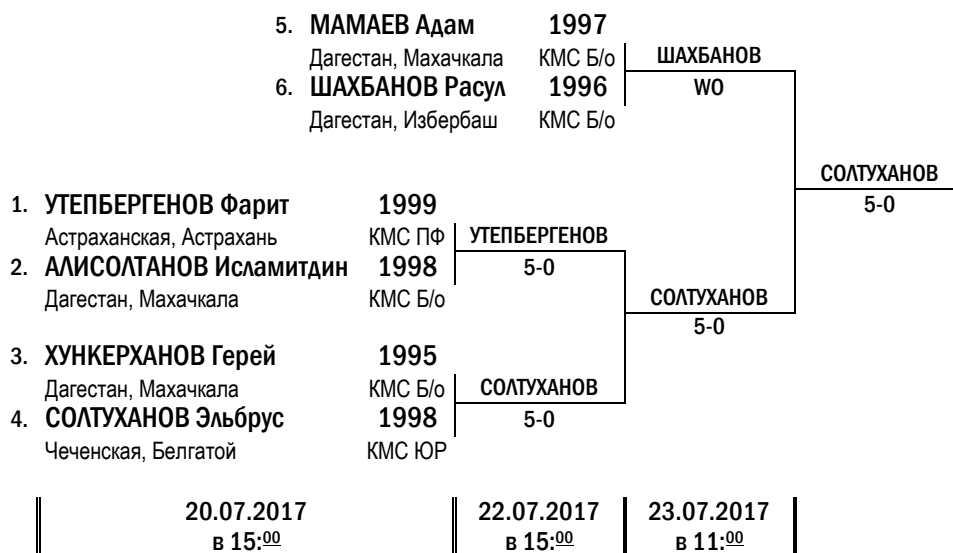 5. МАМАЕВ Адам 1997
Дагестан, Махачкала КМС Б/о
ШАХБАНОВ
6. ШАХБАНОВ Расул 1996
WO
Дагестан, Избербаш КМС Б/о
СОЛТУХАНОВ
5-0
1. УТЕПБЕРГЕНОВ Фарит 1999
Астраханская, Астрахань КМС ПФ
УТЕПБЕРГЕНОВ
2. АЛИСОЛТАНОВ Исламитдин 1998
5-0
Дагестан, Махачкала КМС Б/о
СОЛТУХАНОВ
5-0
3. ХУНКЕРХАНОВ Герей 1995
Дагестан, Махачкала КМС Б/о
СОЛТУХАНОВ
4. СОЛТУХАНОВ Эльбрус 1998
5-0
Чеченская, Белгатой КМС ЮР
20.07.2017 22.07.2017 23.07.2017
в 15:00 в 15:00 в 11:00